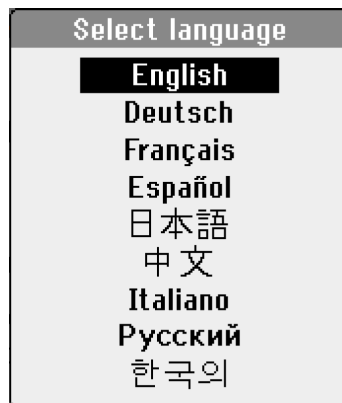 Select language
English
Deutsch
Français
Español
日本語
中文
Italiano
Русский
한국의